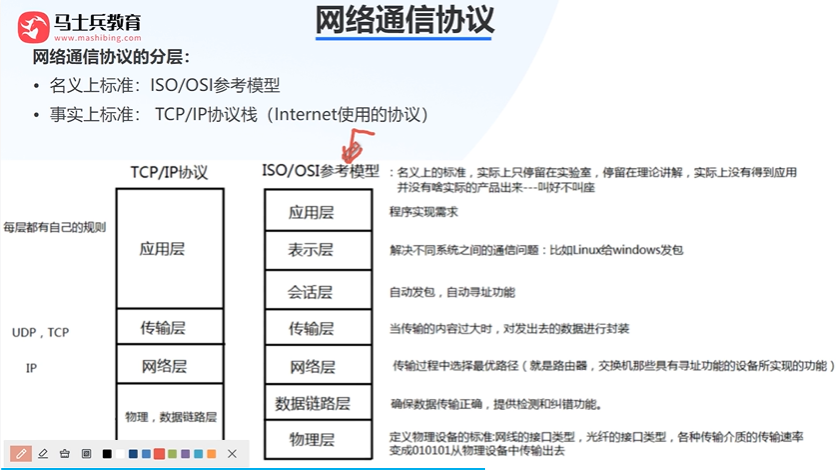 马士兵教育
www.mashibing.com
网络通信协议
网络通信协议的分层：
• 名义上标准：ISO/OSI参考模型
• 事实上标准： TCP/IP协议栈（Internet使用的协议）
TCP/IP协议
ISO/OSI参考模型
：名义上的标准，实际上只停留在实验室，停留在理论讲解，实际上没有得到应用
并没有啥实际的产品出来---叫好不叫座
每层都有自己的规则
应用层
应用层
程序实现需求
表示层
解决不同系统之间的通信问题：比如Linux给windows发包
会话层
自动发包，自动寻址功能
UDP，TCP
传输层
传输层
当传输的内容过大时，对发出去的数据进行封装
IP
网络层
网络层
传输过程中选择最优路径（就是路由器，交换机那些具有寻址功能的设备所实现的功能）
物理，数据链路层
数据链路层
确保数据传输正确，提供检测和纠错功能。
物理层
定义物理设备的标准:网线的接口类型，光纤的接口类型，各种传输介质的传输速率
变成010101从物理设备中传输出去